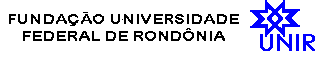 FUNDAÇÃO UNIVERSIDADE
FEDERAL DE RONDÔNIA
UNIR